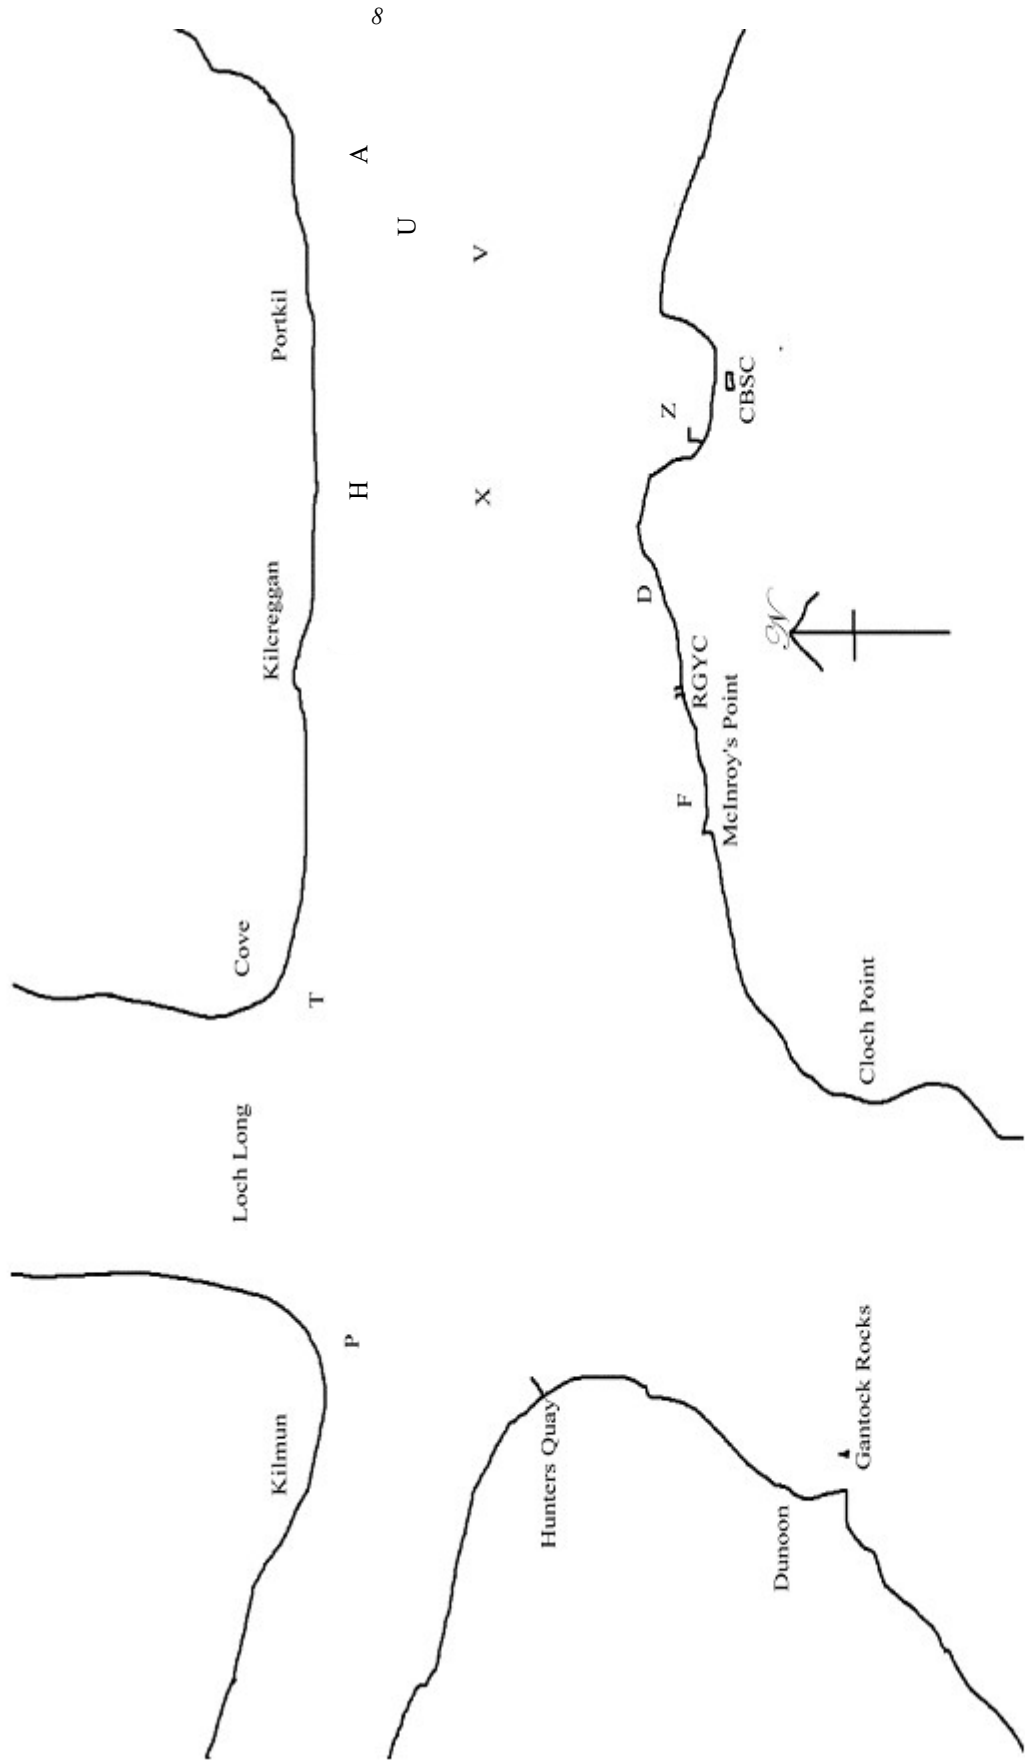 Loch Long
Cove
Kilcreggan
Kilmun
Portkil
T
P
H
A
8
U
X
V
Hunters Quay
D
Z
F
RGYC
McInroy's Point
CBSC
N
Dunoon
Gantock Rocks
Cloch Point